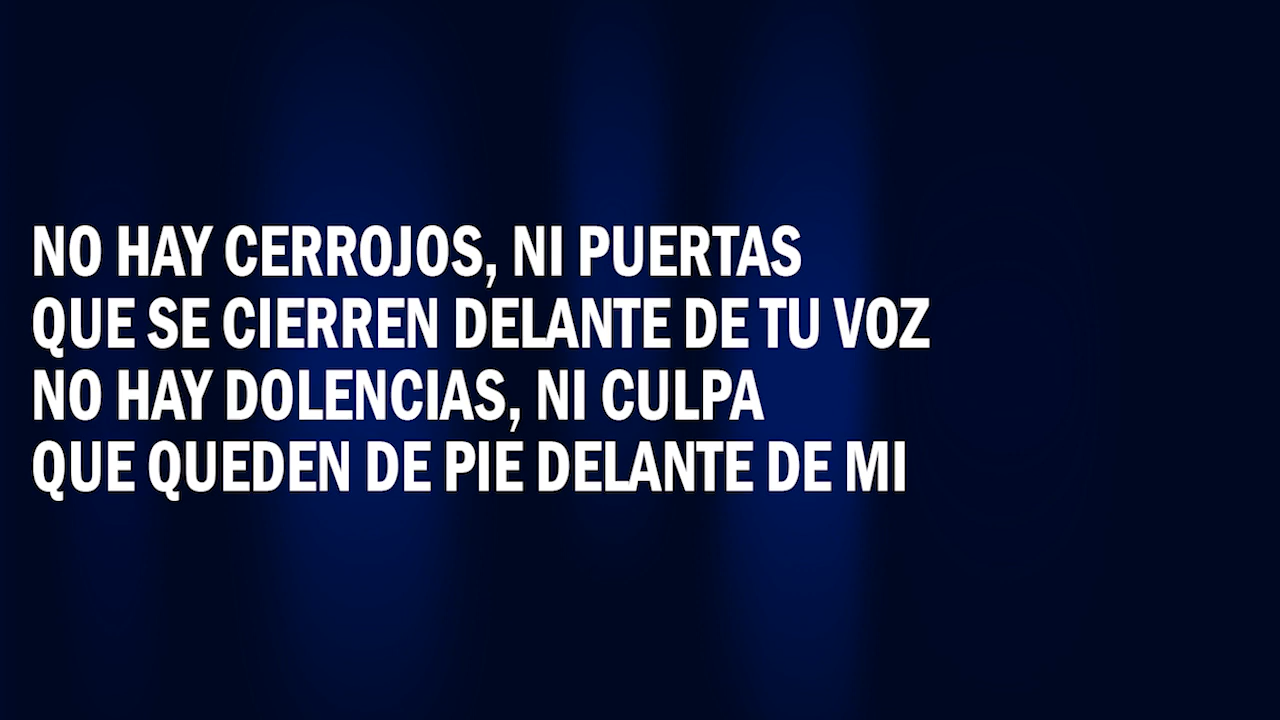 NO HAY CERROJOS, NI PUERTAS
QUE SE CIERREN DELANTE DE TU VOZ
NO HAY DOLENCIAS, NI CULPA
QUE QUEDEN DE PIE DELANTE DE MI